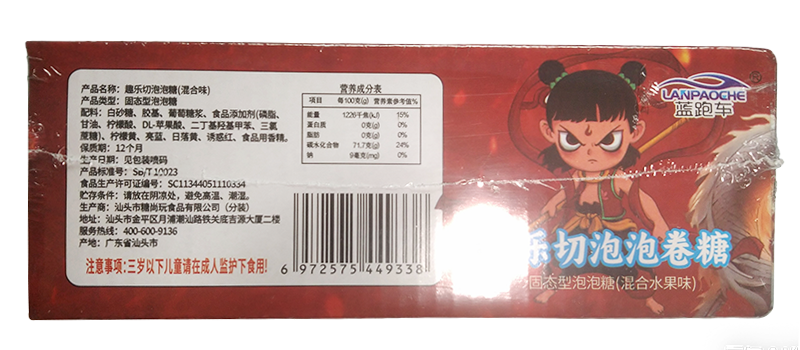 产品名称：趣乐切泡泡糖(混合味)
产品类型：固态型泡泡糖
配料：白砂糖、胶基、葡萄糖浆、食品添加剂(磷脂、
甘油、柠檬酸、DL-苹果酸、二丁基羟基甲苯、三氯
蔗糖)、柠檬黄、亮蓝、日落黄、诱惑红、食品用香精。
保质期：12个月
生产日期：见包装喷码
产品标准号：SB/T 10023
食品生产许可证编号：SC11344051110334
贮存条件：请放在阴凉处，避免高温、潮湿。
生产商：汕头市糖尚玩食品有限公司（分装）
地址：汕头市金平区月浦潮汕路铁关底吉源大厦二楼
服务热线：400-600-9136
产地：广东省汕头市
注意事项：三岁以下儿童请在成人监护下食用!
营养成分表
项目 每100克(g) 营养素参考值%
能量 1226千焦(kJ) 15%
蛋白质 0克(g) 0%
脂肪 0克(g) 0%
碳水化合物 71.7克(g) 24%
钠 9毫克(mg) 0%
6 972575 449338
LANPAOCHE
蓝跑车
乐切泡泡卷糖
固态型泡泡糖(混合水果味)